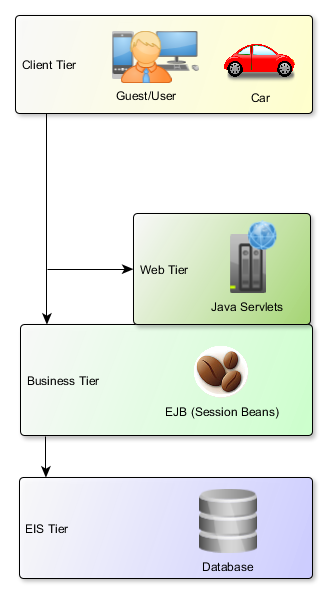 Client Tier
Guest/User
Car
Web Tier
Java Servlets
Business Tier
EJB (Session Beans)
EIS Tier
Database